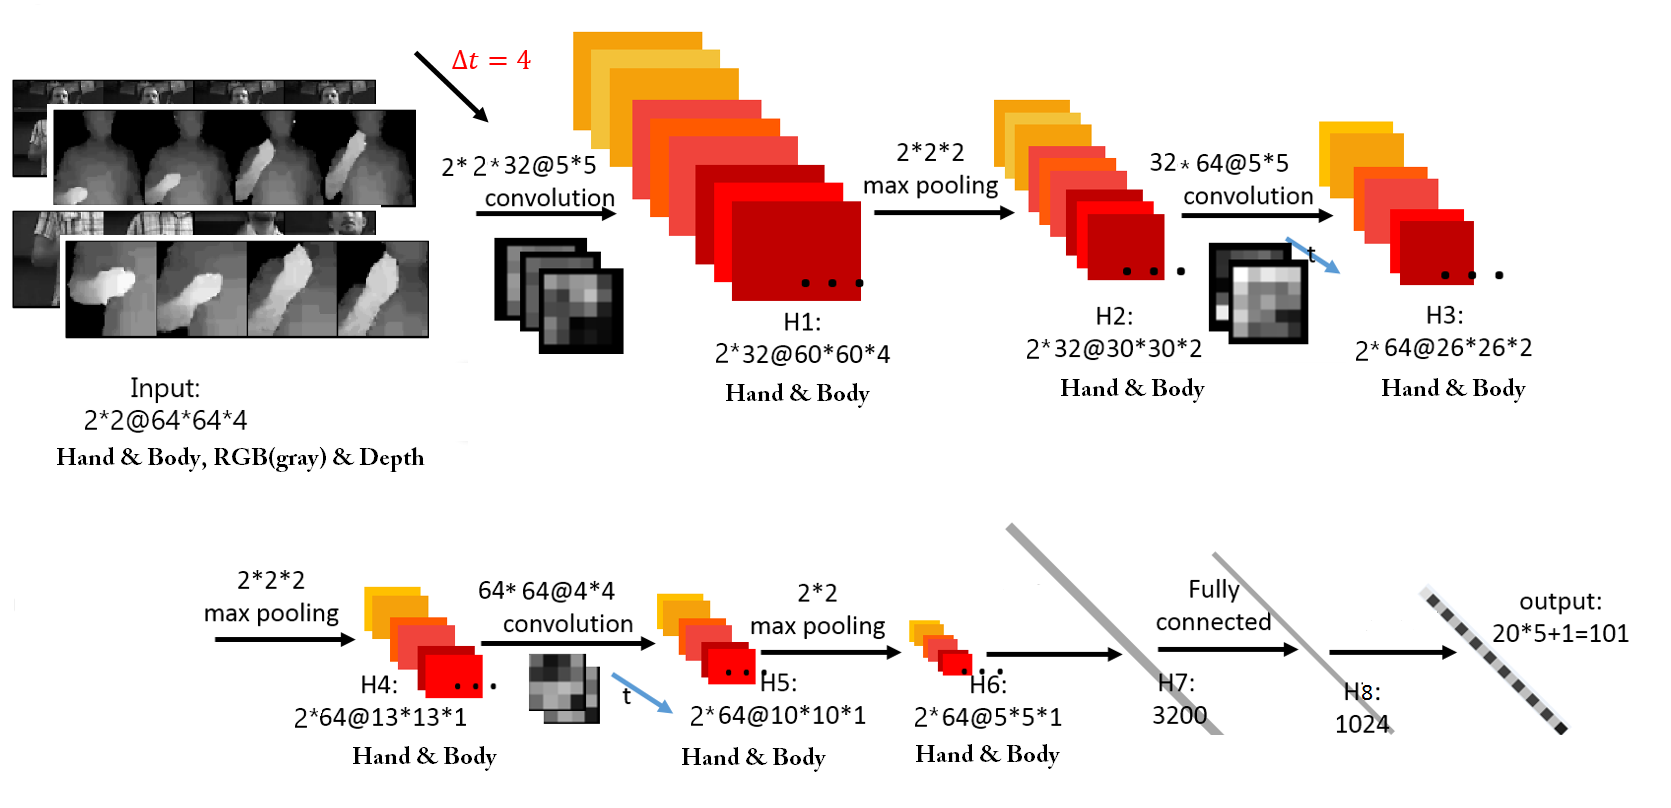 Δt = 4
2* 2*32@5*5
convolution
2*2*2
max pooling
32* 64@5*5
convolution
t
H1:
2*32@60*60*4
Hand & Body
H2:
2*32@30*30*2
Hand & Body
H3:
2*64@26*26*2
Hand & Body
Input:
2*2@64*64*4
Hand & Body, RGB(gray) & Depth
2*2*2
max pooling
64* 64@4*4
convolution
t
2*2
max pooling
Fully
connected
output:
20*5+1=101
H4:
2*64@13*13*1
Hand & Body
H5:
2*64@10*10*1
Hand & Body
H6:
2*64@5*5*1
Hand & Body
H7:
3200
H8:
1024